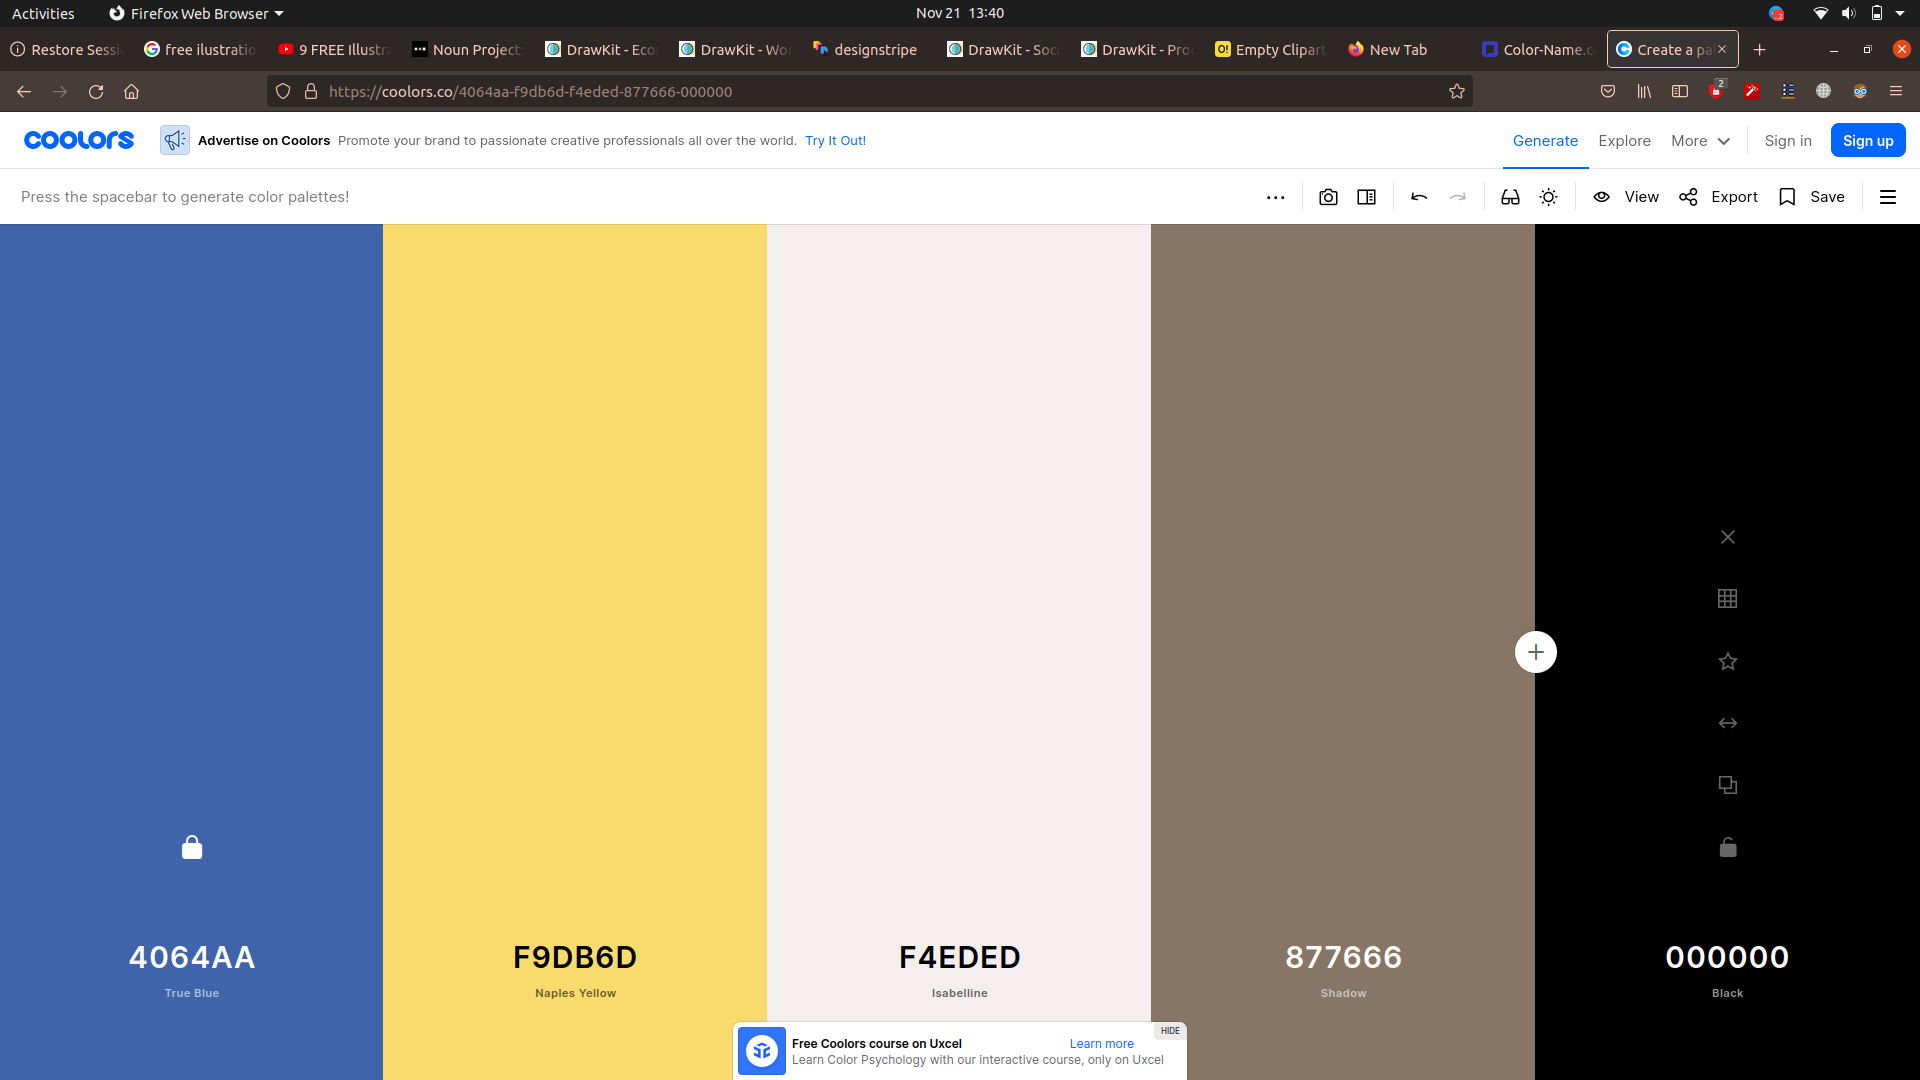 Activities
Firefox Web Browser
Nov 21 13:40
Restore Sessi
free ilustratio
9 FREE Illustra
Noun Project
DrawKit - Eco
DrawKit - Wo
designstripe
DrawKit - Soc
DrawKit - Pro
Empty Clipart
New Tab
Color-Name.c
Create a pal
https://coolors.co/4064aa-f9db6d-f4eded-877666-000000
2
coolors
Advertise on Coolors Promote your brand to passionate creative professionals all over the world. Try It Out!
Generate
Explore
More
Sign in
Sign up
Press the spacebar to generate color palettes!
View
Export
Save
4064AA
True Blue
F9DB6D
Naples Yellow
F4EDED
Isabelline
877666
Shadow
000000
Black
HIDE
Free Coolors course on Uxcel
Learn more
Learn Color Psychology with our interactive course, only on Uxcel